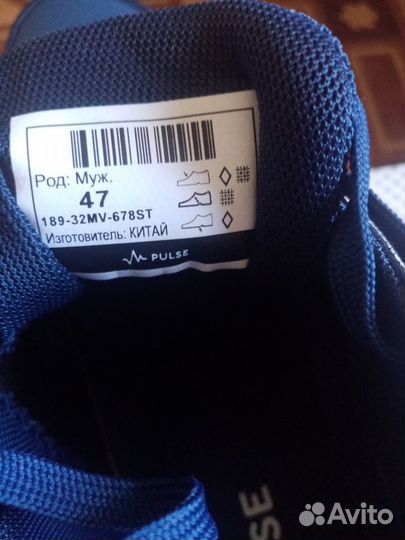 Род: Муж.
47
189-32MV-678ST
Изготовитель: КИТАЙ
PULSE
SE
Avito